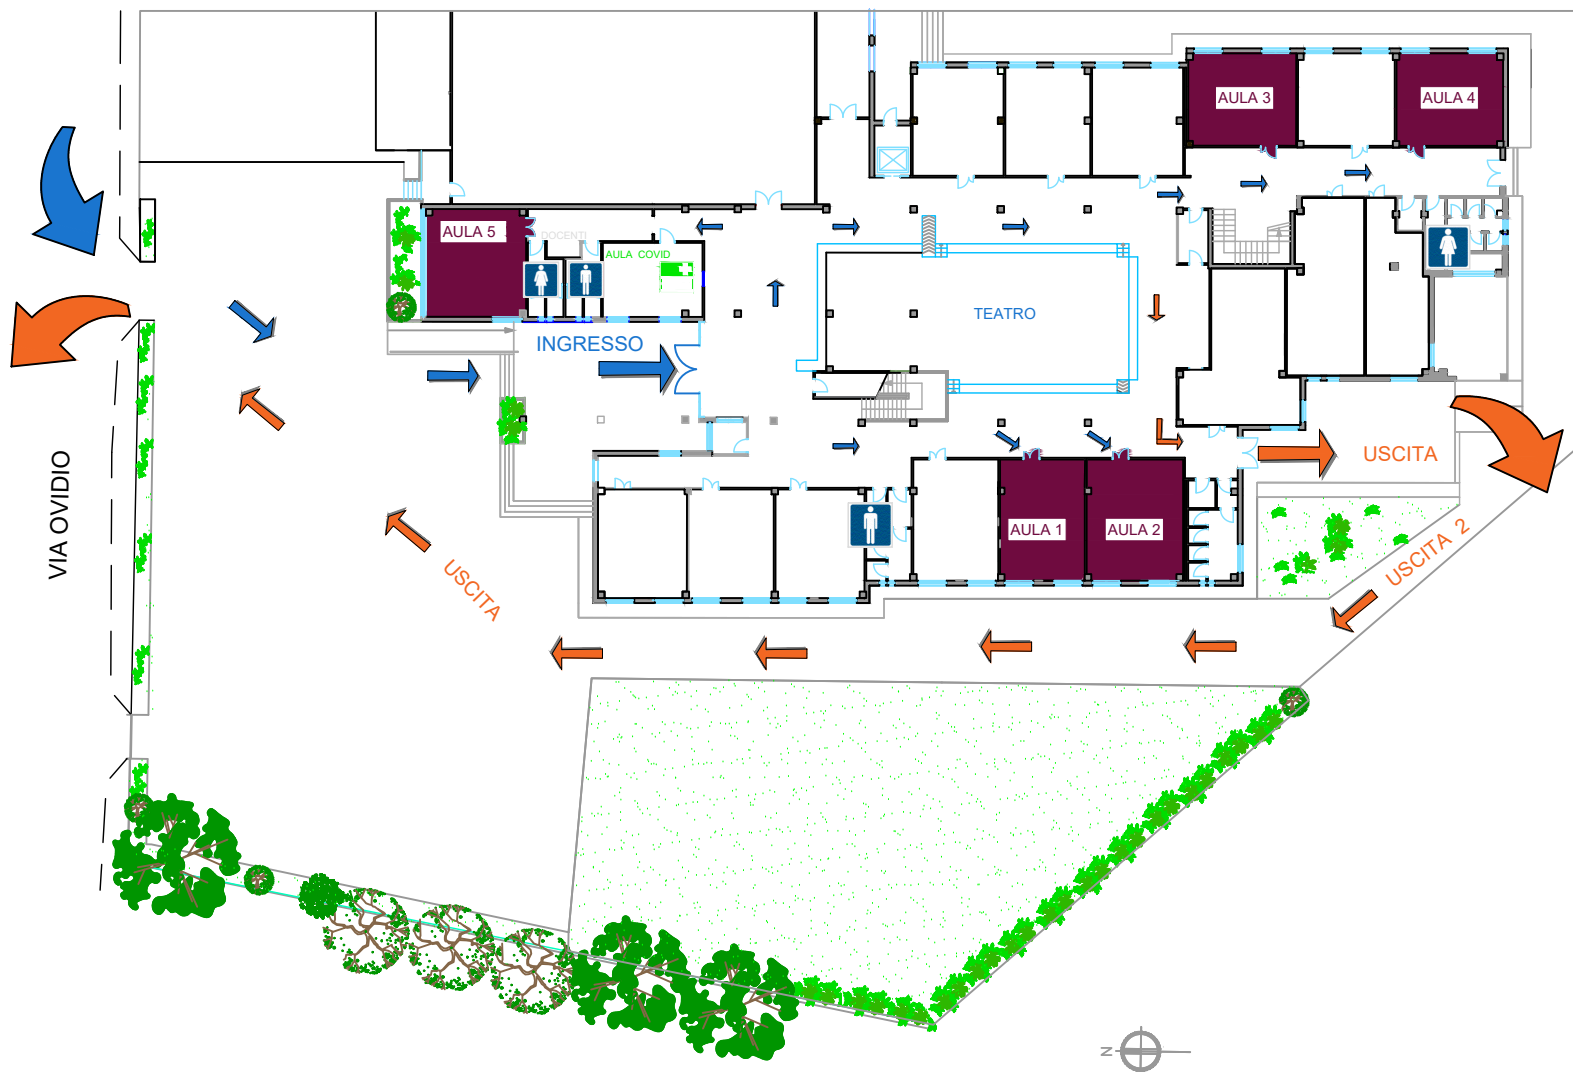 AULA 3
AULA 4
AULA 5
DOCENTI
AULA COVID
TEATRO
INGRESSO
USCITA
VIA OVIDIO
AULA 1
AULA 2
USCITA 2
USCITA
N